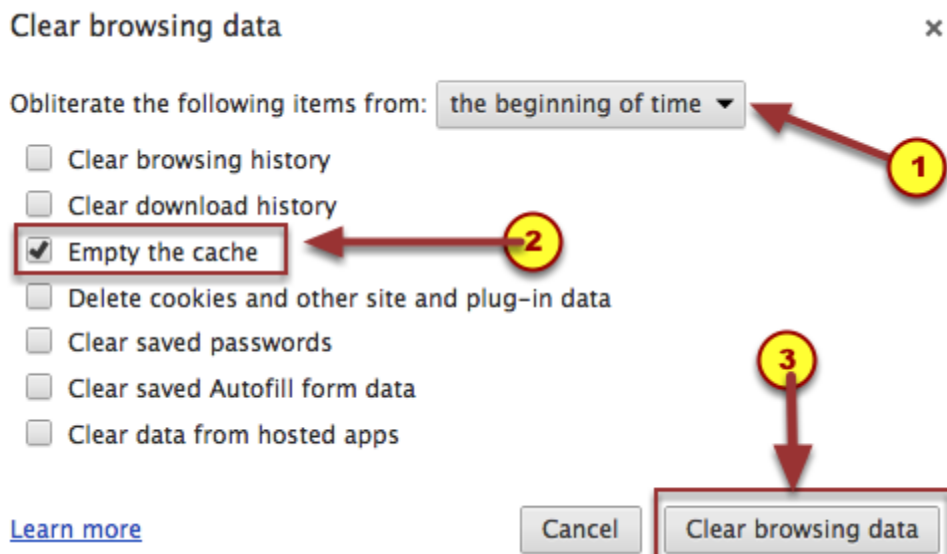 Clear browsing data
Obliterate the following items from: the beginning of time
1
Clear browsing history
Clear download history
Empty the cache
2
Delete cookies and other site and plug-in data
Clear saved passwords
3
Clear saved Autofill form data
Clear data from hosted apps
Learn more Cancel Clear browsing data